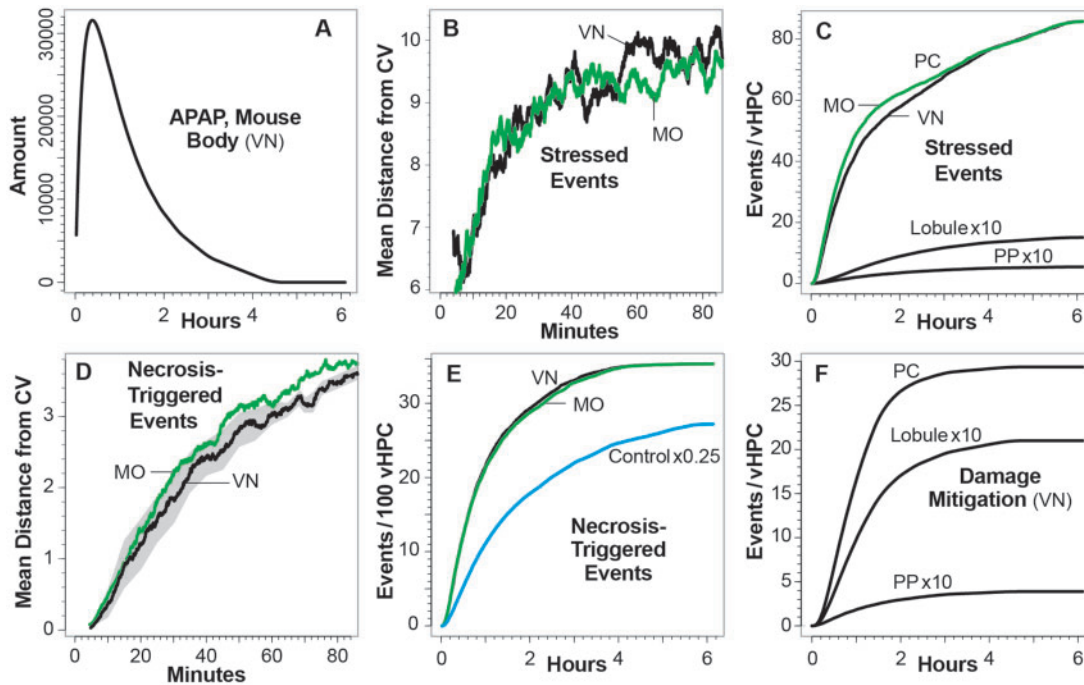 A
APAP, Mouse
Body (VN)
Amount
0
10000
20000
30000
0
2
4
6
Hours
B
VN
MO
Stressed
Events
Mean Distance from CV
6
7
8
9
10
0
20
40
60
80
Minutes
C
PC
MO
VN
Stressed
Events
Lobule x10
PP x10
Events / vHPC
0
20
40
60
80
0
2
4
6
Hours
D
Necrosis-
Triggered
Events
MO
VN
Mean Distance from CV
0
1
2
3
0
20
40
60
80
Minutes
E
VN
MO
Control x0.25
Necrosis-
Triggered
Events
Events / 100 vHPC
0
10
20
30
0
2
4
6
Hours
F
PC
Lobule x10
Damage
Mitigation (VN)
PP x10
Events / vHPC
0
5
10
15
20
25
30
0
2
4
6
Hours